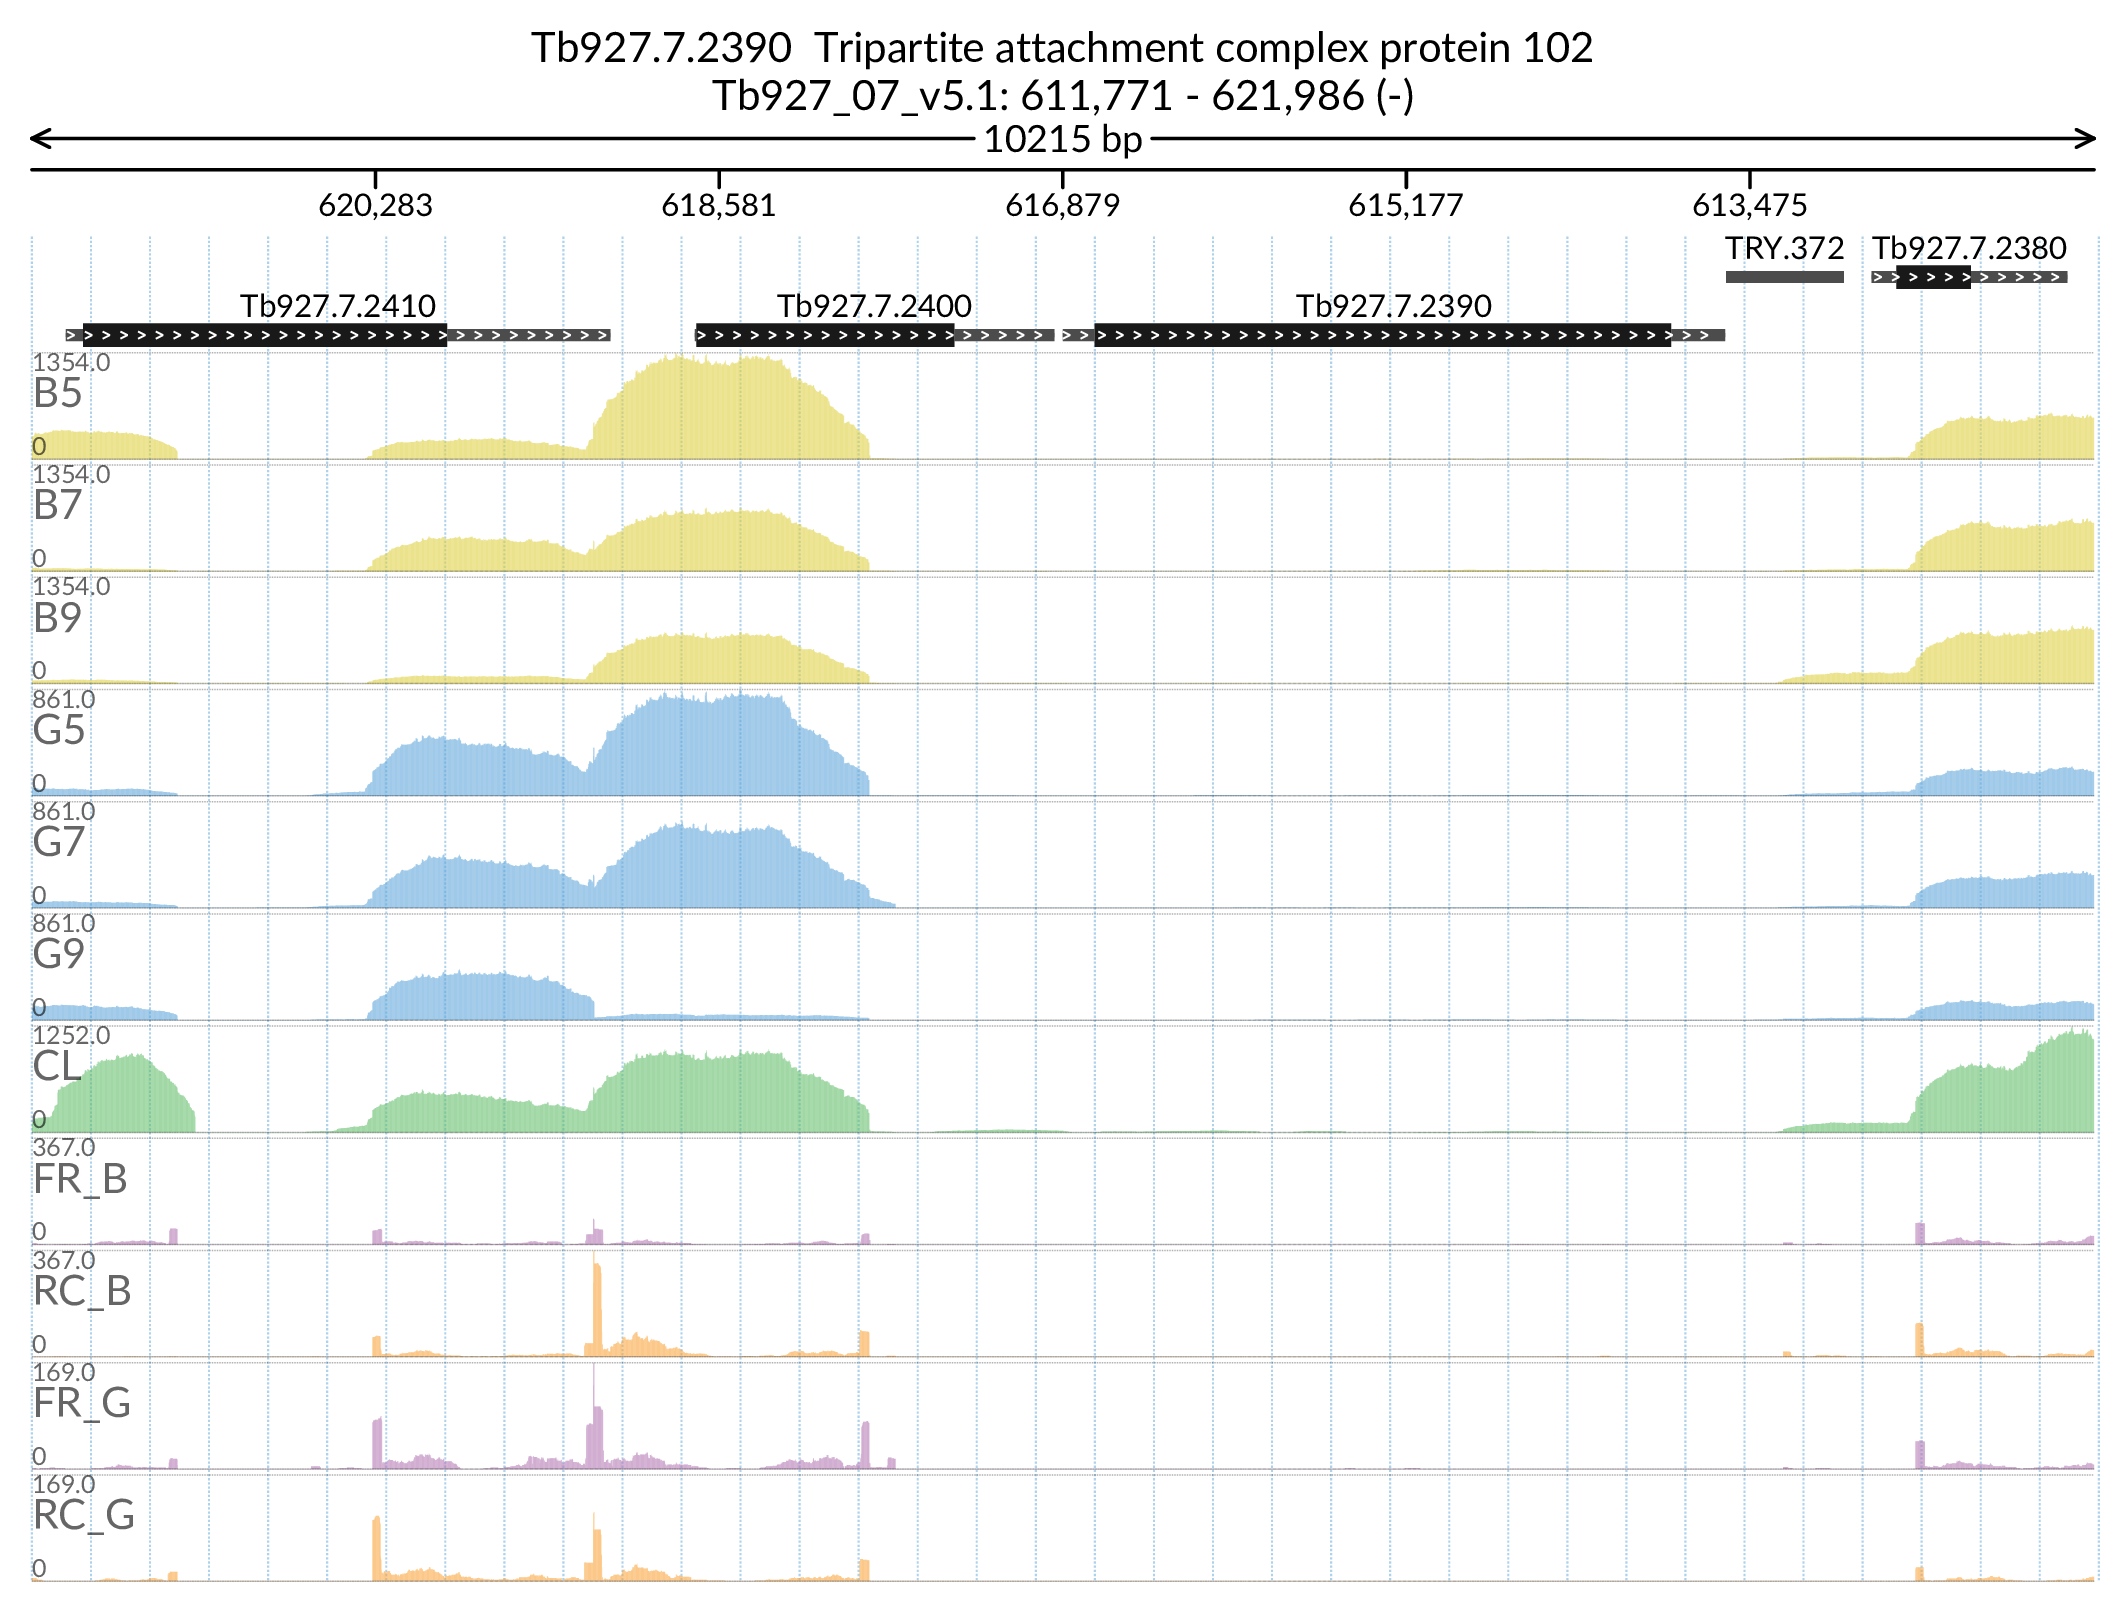 Tb927.7.2390  Tripartite attachment complex protein 102
Tb927_07_v5.1: 611,771 - 621,986 (-)
10215 bp
620,283 618,581 616,879 615,177 613,475
TRY.372 Tb927.7.2380
Tb927.7.2410 Tb927.7.2400 Tb927.7.2390
1354.0
B5
0
1354.0
B7
0
1354.0
B9
0
861.0
G5
0
861.0
G7
0
861.0
G9
0
1252.0
CL
0
367.0
FR_B
0
367.0
RC_B
0
169.0
FR_G
0
169.0
RC_G
0